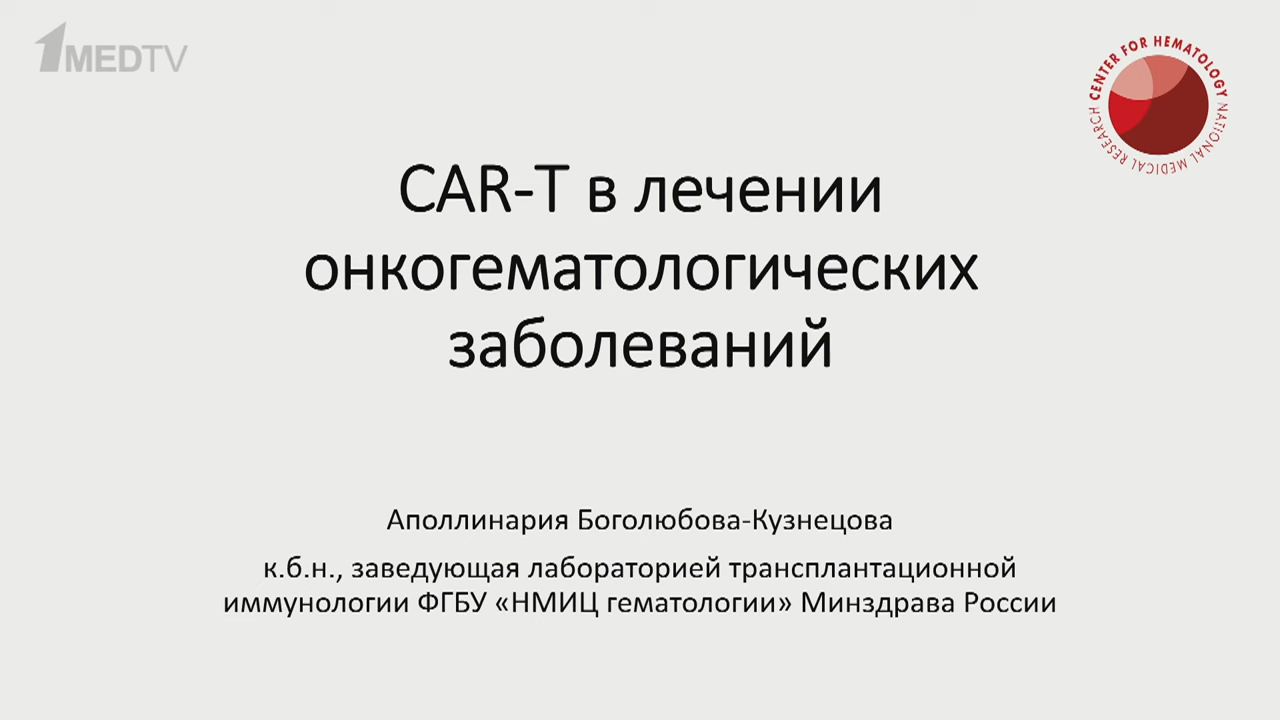 1MEDTV
CENTER FOR HEMATOLOGY NATIONAL MEDICAL RESEARCH
CAR-T в лечении
онкогематологических
заболеваний
Аполлинария Боголюбова-Кузнецова
к.б.н., заведующая лабораторией трансплантационной
иммунологии ФГБУ «НМИЦ гематологии» Минздрава России